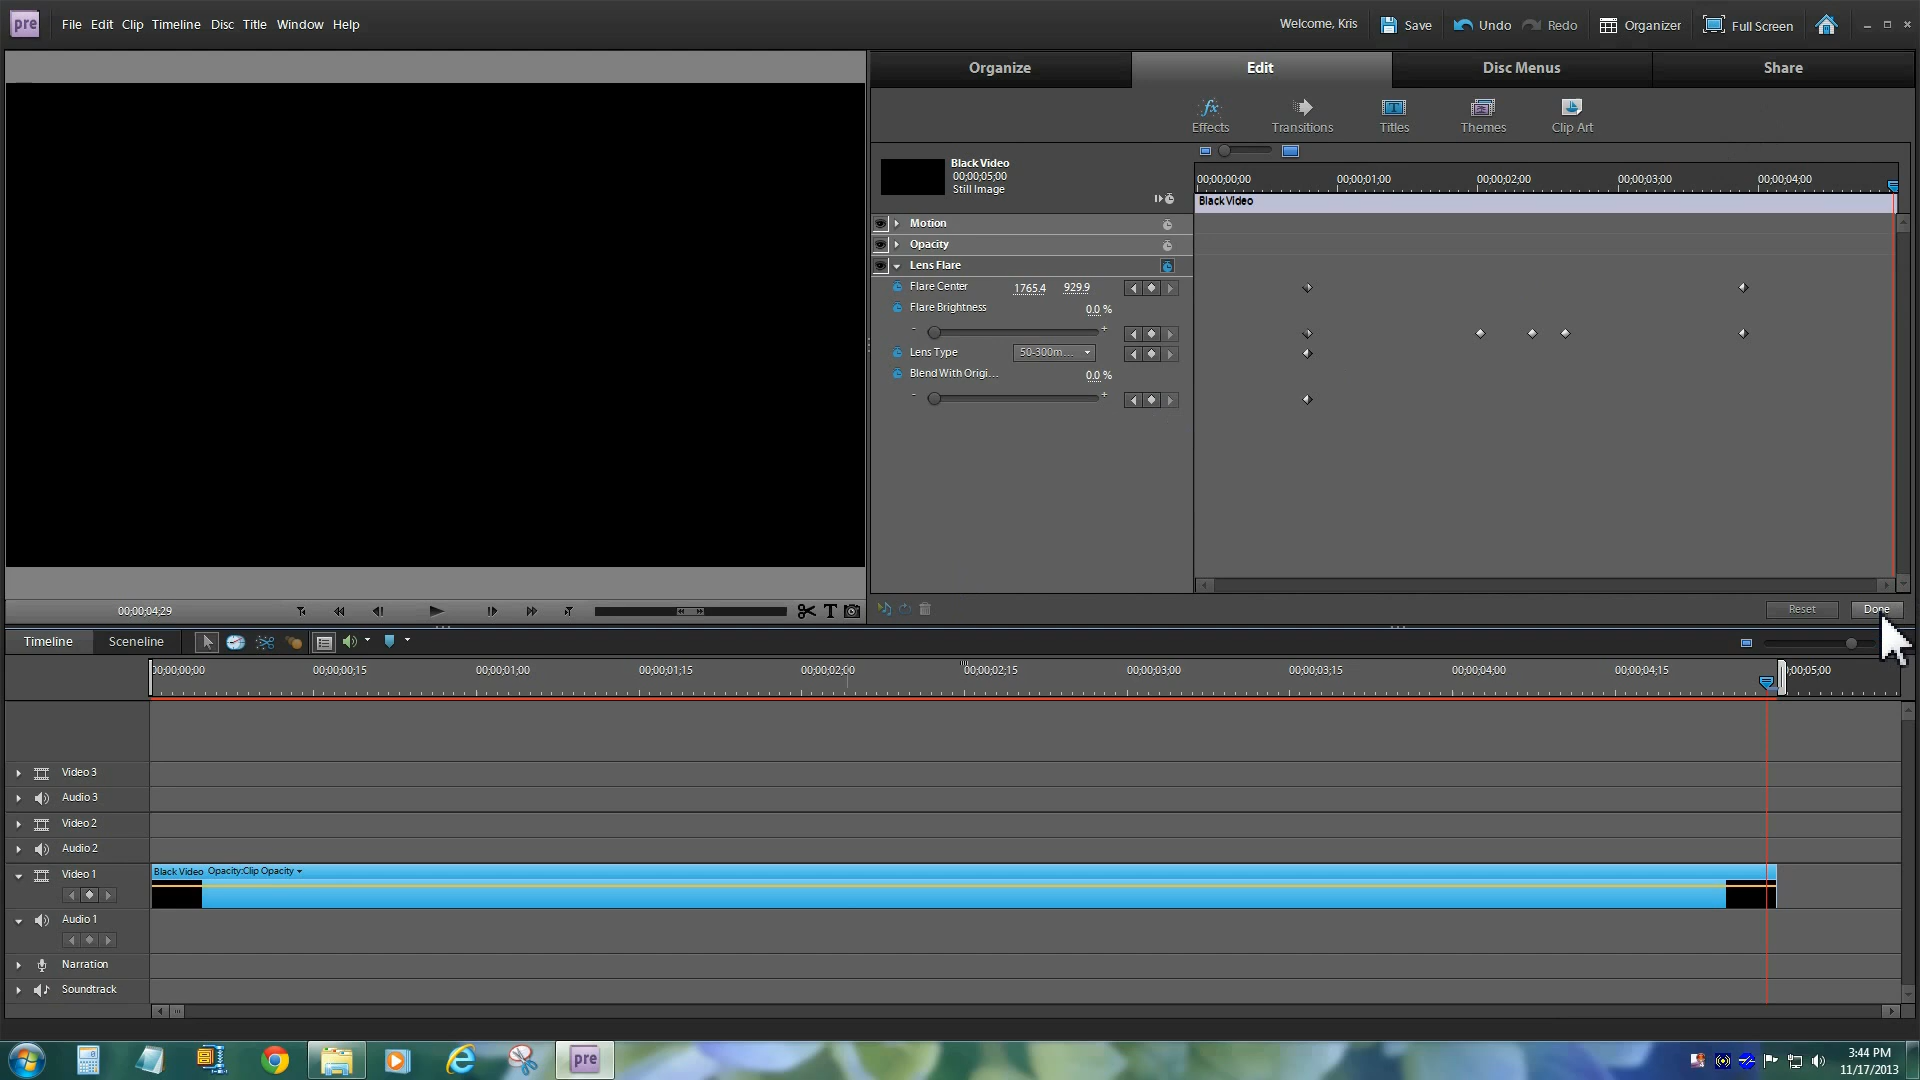 pre File Edit Clip Timeline Disc Title Window Help Welcome, Kris Save Undo Redo Organizer Full Screen
Organize Edit Disc Menus Share
fx
T
Effects Transitions Titles Themes Clip Art
Black Video
00;00;05;00
Still Image
00;00;00;00 00;00;01;00 00;00;02;00 00;00;03;00 00;00;04;00
Black Video
Motion
Opacity
Lens Flare
Flare Center 1765.4 929.9
Flare Brightness 0.0 %
- +
Lens Type 50-300m...
Blend With Origi... 0.0 %
- +
00;00;04;29 T Reset Done
Timeline Sceneline
00;00;00;00 00;00;00;15 00;00;01;00 00;00;01;15 00;00;02;00 00;00;02;15 00;00;03;00 00;00;03;15 00;00;04;00 00;00;04;15 00;00;05;00
Video 3
Audio 3
Video 2
Audio 2
Video 1
Black Video Opacity:Clip Opacity
Audio 1
Narration
Soundtrack
pre
3:44 PM
11/17/2013